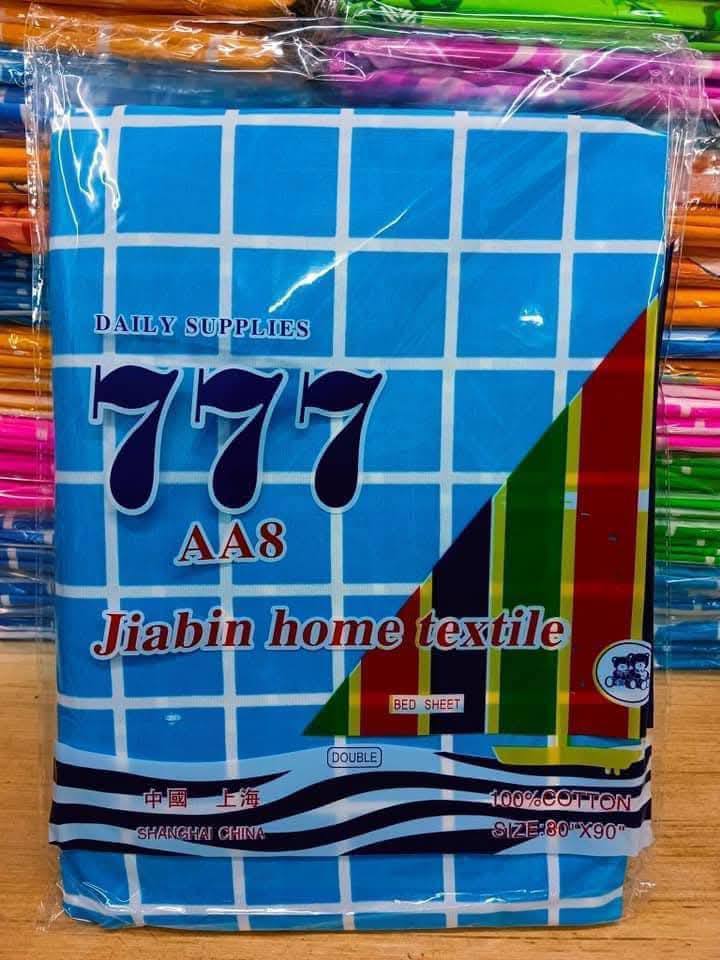 DAILY SUPPLIES
777
AA8
Jiabin home textile
BED SHEET
DOUBLE
中國 上海
SHANGHAI CHINA
100%COTTON
SIZE:80"X90"